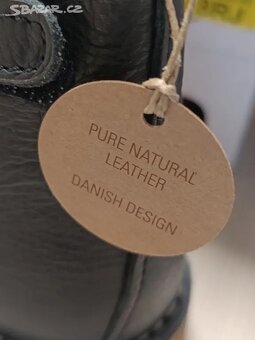 SBAZAR.CZ
PURE NATURAL
LEATHER
DANISH DESIGN